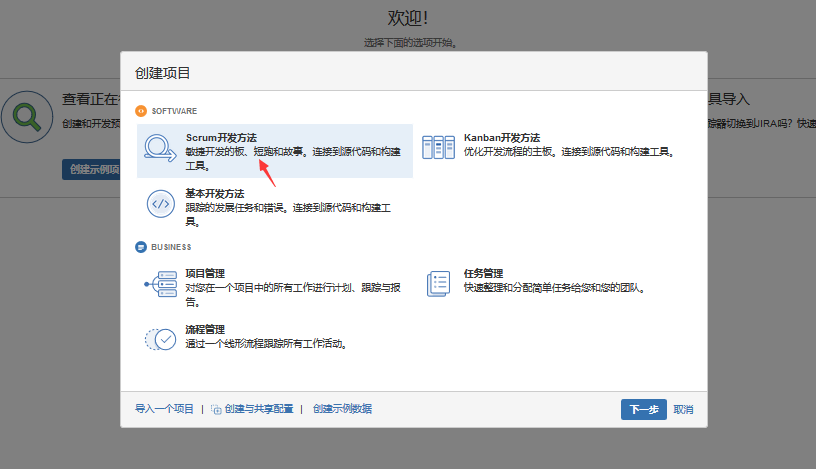 欢迎！
选择下面的选项开始。
创建项目
查看正在
具导入
创建和开发预
踪器切换到JIRA吗？快速
创建示例项
SOFTWARE
Scrum开发方法
敏捷开发的板、短跑和故事。连接到源代码和构建
工具。
Kanban开发方法
优化开发流程的主板。连接到源代码和构建工具。
基本开发方法
跟踪的发展任务和错误。连接到源代码和构建工
具。
BUSINESS
项目管理
对您在一个项目中的所有工作进行计划、跟踪与报
告。
任务管理
快速整理和分配简单任务给您和您的团队。
流程管理
通过一个线形流程跟踪所有工作活动。
导入一个项目 | 创建与共享配置 | 创建示例数据
下一步 取消